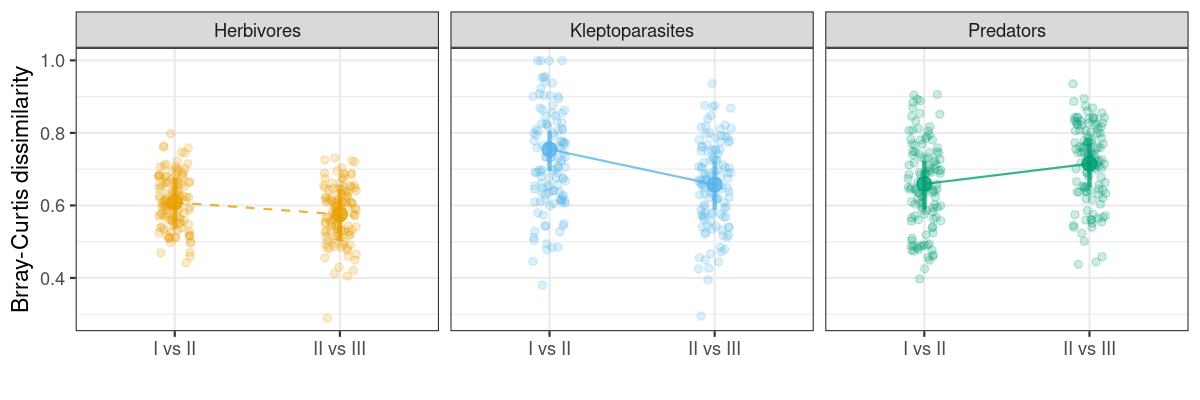 Herbivores
Kleptoparasites
Predators
Brray-Curtis dissimilarity
1.0
0.8
0.6
0.4
I vs II
II vs III
I vs II
II vs III
I vs II
II vs III